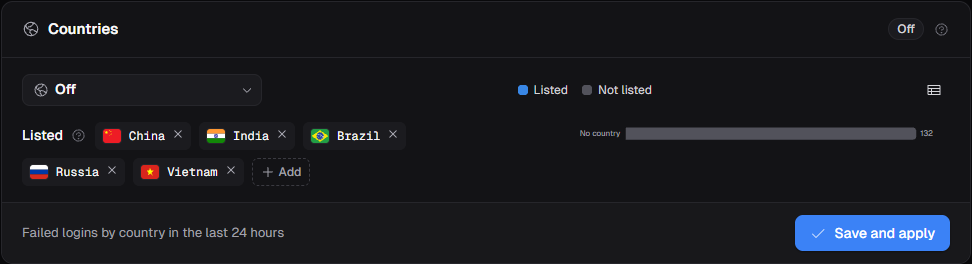 Countries
Off
Off
Listed
Not listed
Listed
China
India
Brazil
No country
132
Russia
Vietnam
Add
Failed logins by country in the last 24 hours
Save and apply